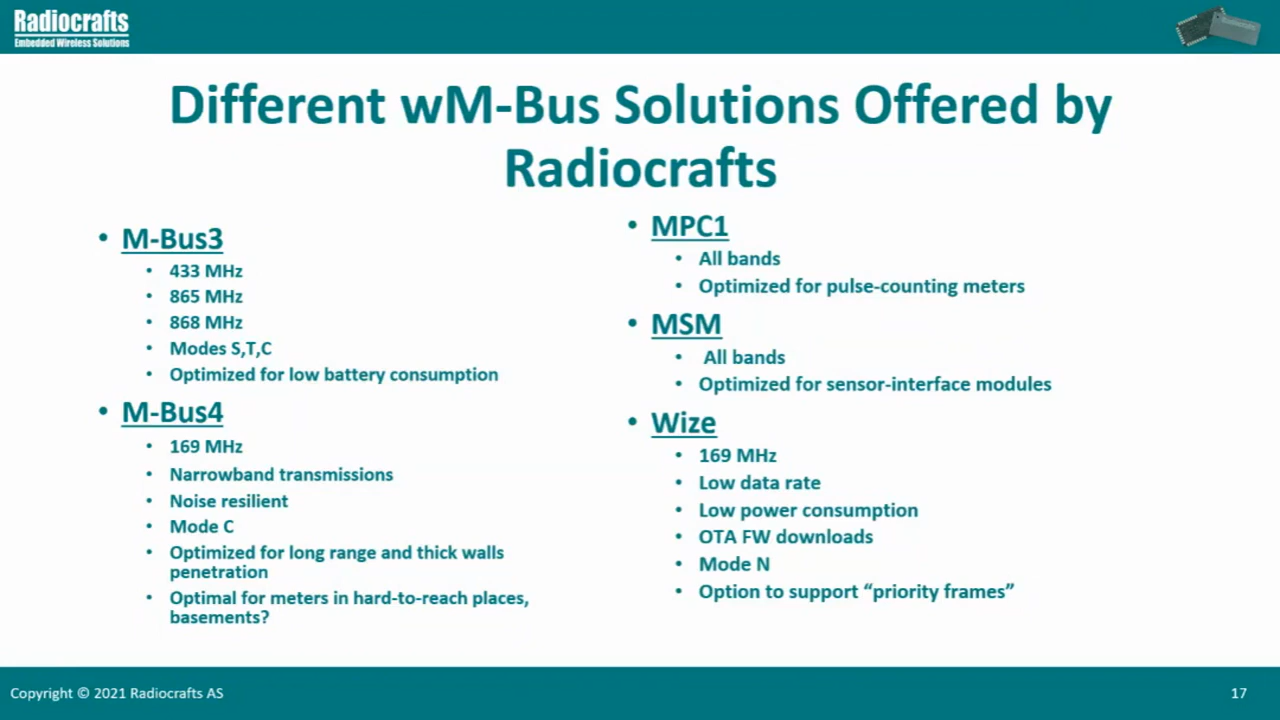 Radiocrafts
Embedded Wireless Solutions
Different wM-Bus Solutions Offered by
Radiocrafts
• M-Bus3
• 433 MHz
• 865 MHz
• 868 MHz
• Modes S,T,C
• Optimized for low battery consumption
• M-Bus4
• 169 MHz
• Narrowband transmissions
• Noise resilient
• Mode C
• Optimized for long range and thick walls
penetration
• Optimal for meters in hard-to-reach places,
basements?
• MPC1
• All bands
• Optimized for pulse-counting meters
• MSM
• All bands
• Optimized for sensor-interface modules
• Wize
• 169 MHz
• Low data rate
• Low power consumption
• OTA FW downloads
• Mode N
• Option to support “priority frames”
Copyright © 2021 Radiocrafts AS
17